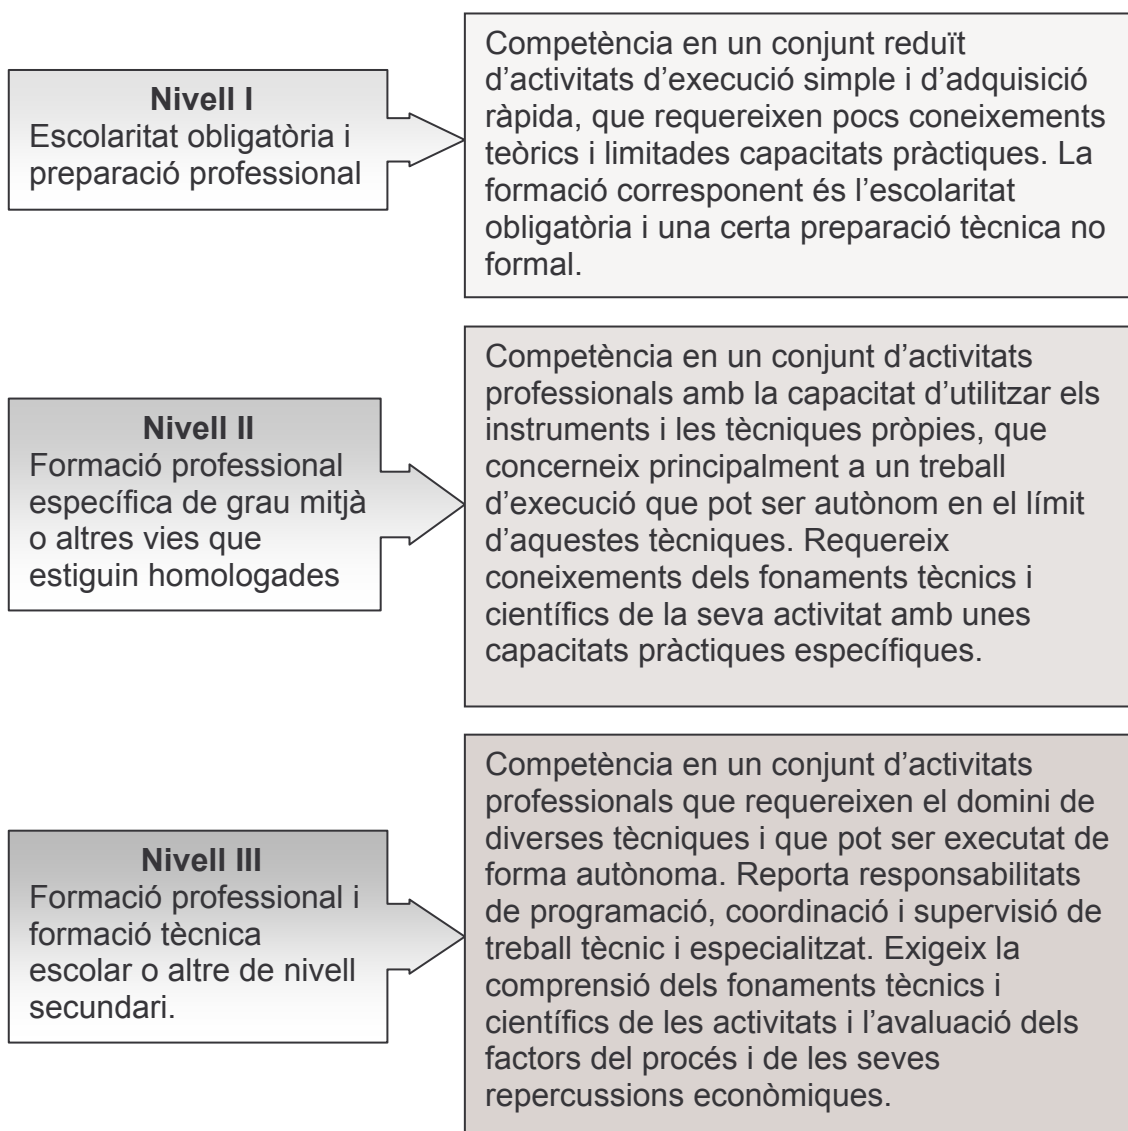 Nivell I
Escolaritat obligatòria i
preparació professional
Competència en un conjunt reduït
d’activitats d’execució simple i d’adquisició
ràpida, que requereixen pocs coneixements
teòrics i limitades capacitats pràctiques. La
formació corresponent és l’escolaritat
obligatòria i una certa preparació tècnica no
formal.
Nivell II
Formació professional
específica de grau mitjà
o altres vies que
estiguin homologades
Competència en un conjunt d’activitats
professionals amb la capacitat d’utilitzar els
instruments i les tècniques pròpies, que
concerneix principalment a un treball
d’execució que pot ser autònom en el límit
d’aquestes tècniques. Requereix
coneixements dels fonaments tècnics i
científics de la seva activitat amb unes
capacitats pràctiques específiques.
Nivell III
Formació professional i
formació tècnica
escolar o altre de nivell
secundari.
Competència en un conjunt d’activitats
professionals que requereixen el domini de
diverses tècniques i que pot ser executat de
forma autònoma. Reporta responsabilitats
de programació, coordinació i supervisió de
treball tècnic i especialitzat. Exigeix la
comprensió dels fonaments tècnics i
científics de les activitats i l’avaluació dels
factors del procés i de les seves
repercussions econòmiques.